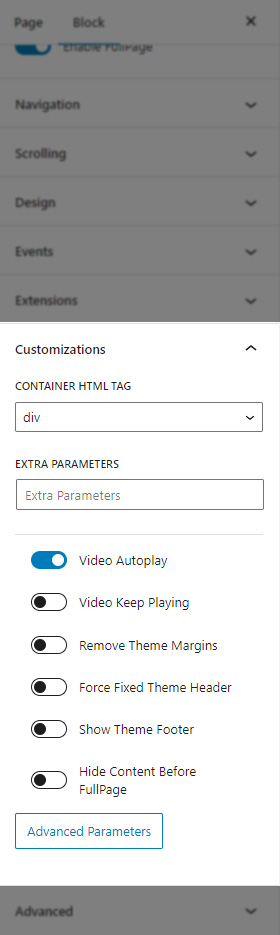 Page Block
Enable FullPage
Navigation
Scrolling
Design
Events
Extensions
Customizations
CONTAINER HTML TAG
div
EXTRA PARAMETERS
Extra Parameters
Video Autoplay
Video Keep Playing
Remove Theme Margins
Force Fixed Theme Header
Show Theme Footer
Hide Content Before
FullPage
Advanced Parameters
Advanced